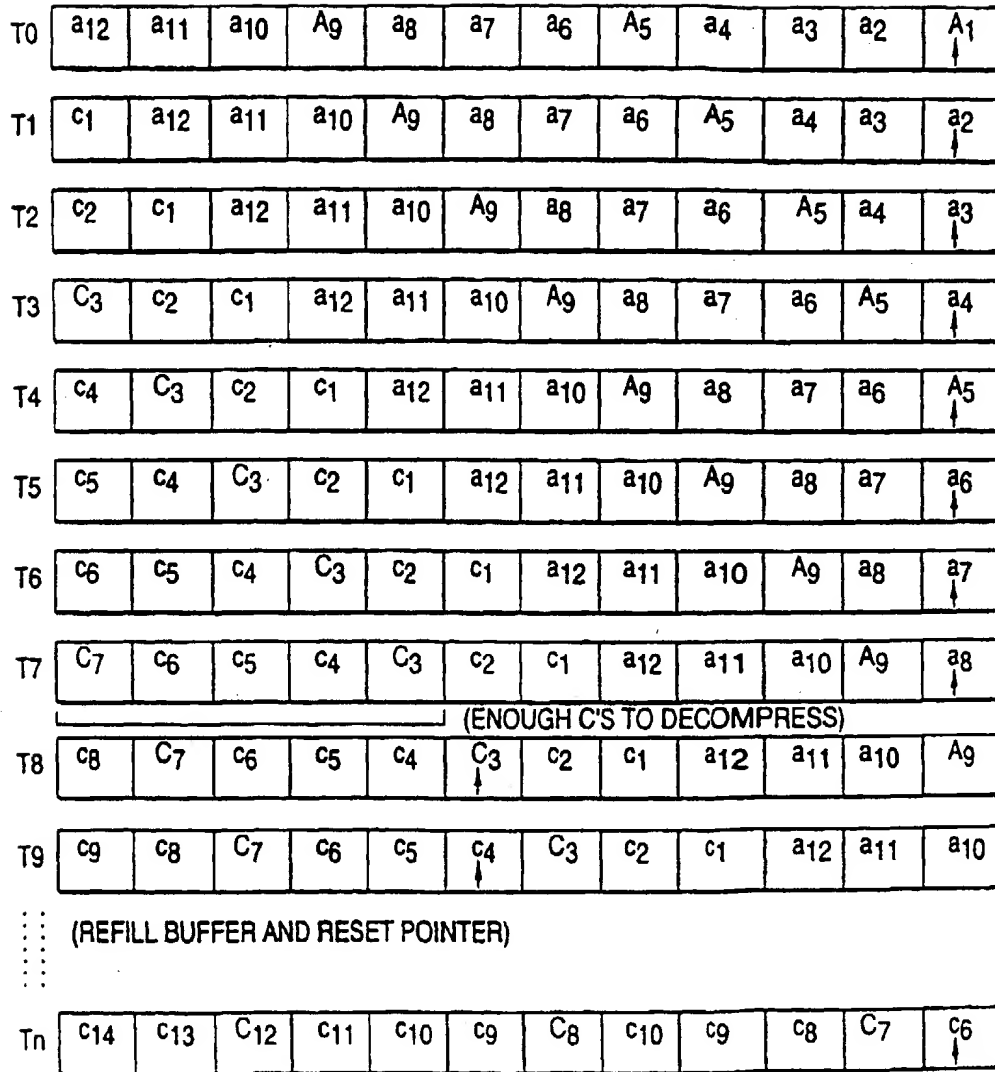 T0 a12 a11 a10 A9 a8 a7 a6 A5 a4 a3 a2 A1
T1 c1 a12 a11 a10 A9 a8 a7 a6 A5 a4 a3 a2
T2 c2 c1 a12 a11 a10 A9 a8 a7 a6 A5 a4 a3
T3 C3 c2 c1 a12 a11 a10 A9 a8 a7 a6 A5 a4
T4 c4 C3 c2 c1 a12 a11 a10 A9 a8 a7 a6 A5
T5 c5 c4 C3 c2 c1 a12 a11 a10 A9 a8 a7 a6
T6 c6 c5 c4 C3 c2 c1 a12 a11 a10 A9 a8 a7
T7 C7 c6 c5 c4 C3 c2 c1 a12 a11 a10 A9 a8
(ENOUGH C'S TO DECOMPRESS)
T8 c8 C7 c6 c5 c4 C3 c2 c1 a12 a11 a10 A9
T9 c9 c8 C7 c6 c5 c4 C3 c2 c1 a12 a11 a10
(REFILL BUFFER AND RESET POINTER)
Tn c14 c13 C12 c11 c10 c9 C8 c10 c9 c8 C7 c6